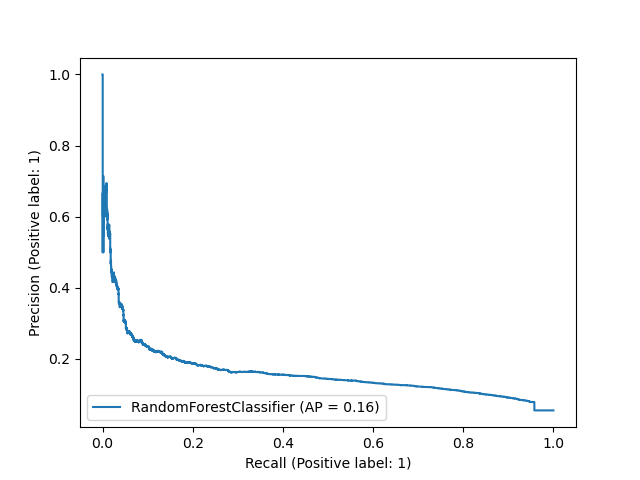 1.0
0.8
0.6
0.4
0.2
Precision (Positive label: 1)
RandomForestClassifier (AP = 0.16)
0.0 0.2 0.4 0.6 0.8 1.0
Recall (Positive label: 1)